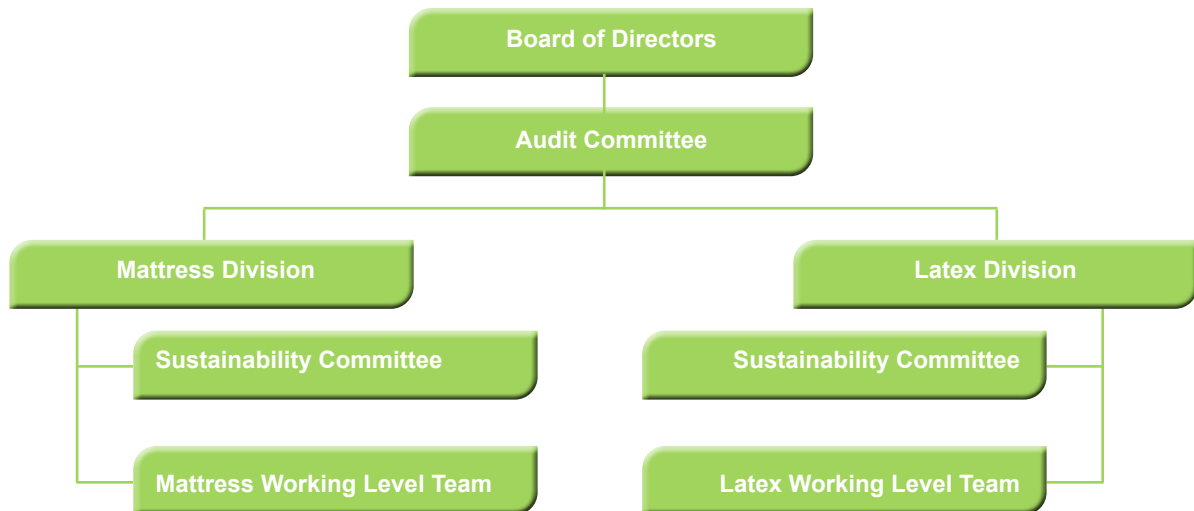 Board of Directors
Audit Committee
Mattress Division
Latex Division
Sustainability Committee
Sustainability Committee
Mattress Working Level Team
Latex Working Level Team